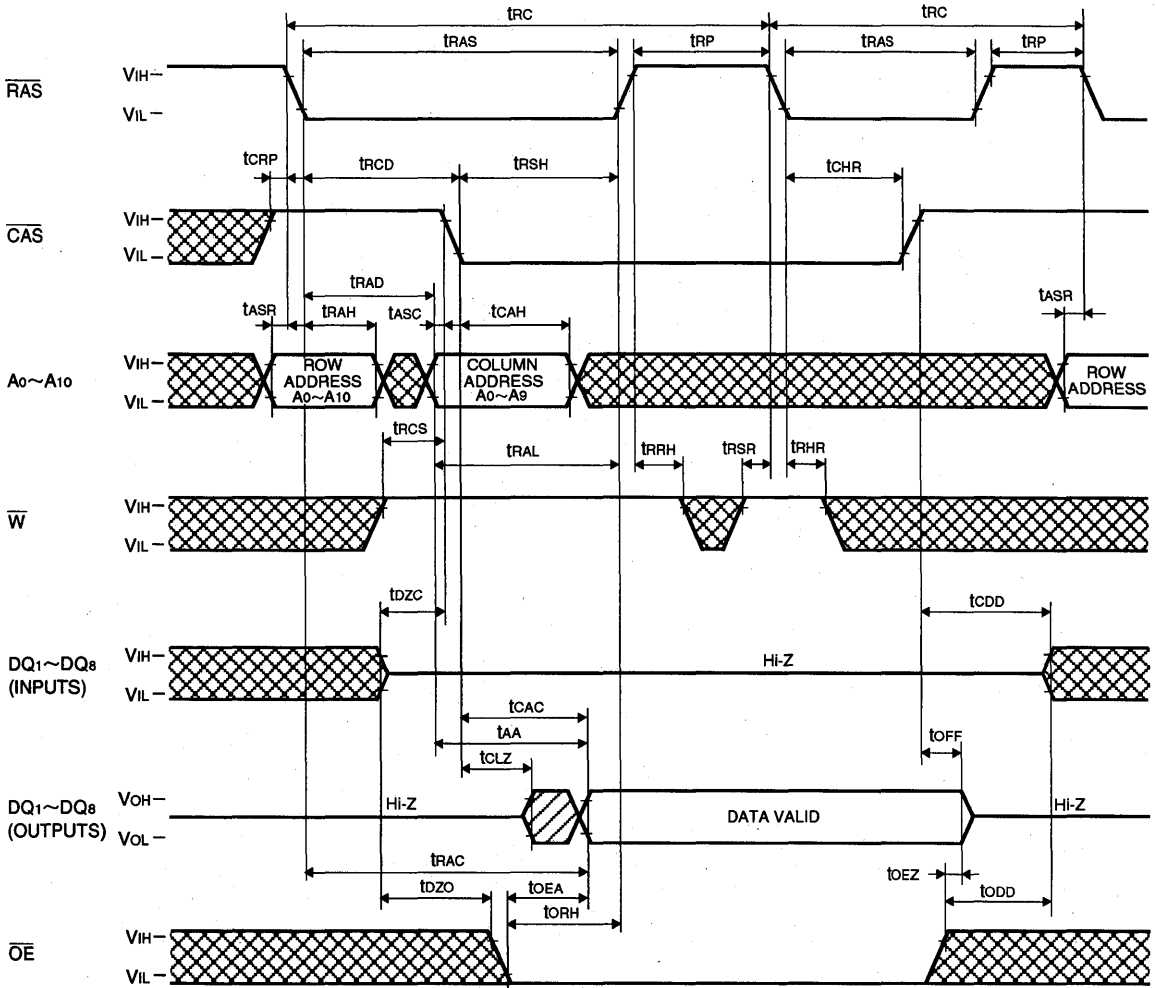 tRC tRC
tRAS tRP tRAS tRP
RAS VIH
VIL
tCRP tRCD tRSH tCHR
CAS VIH
VIL
tRAD
tASR tRAH tASC tCAH tASR
A0~A10 VIH
VIL
ROW
ADDRESS
A0~A10
COLUMN
ADDRESS
A0~A9
ROW
ADDRESS
tRCS
tRAL tRRH tRSR tRHR
W VIH
VIL
tDZC tCDD
DQ1~DQ8
(INPUTS)
VIH
VIL
Hi-Z
tCAC
tAA tOFF
tCLZ
DQ1~DQ8
(OUTPUTS)
VOH
VOL
Hi-Z DATA VALID Hi-Z
tRAC
tDZO tOEA tOEZ tODD
tORH
OE VIH
VIL